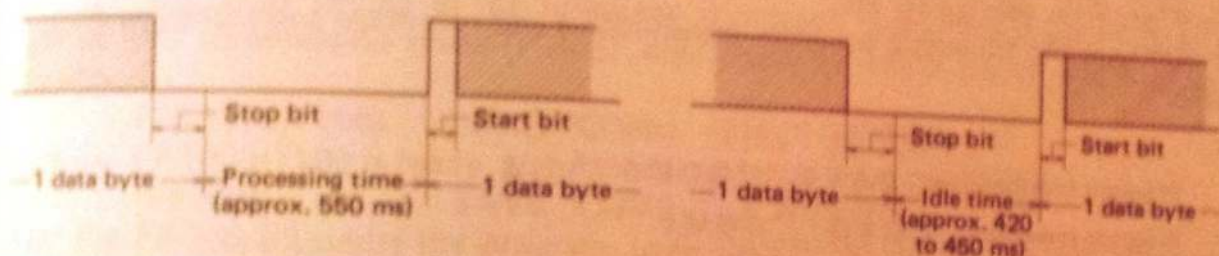 Stop bit
Start bit
1 data byte
Processing time
(approx. 550 ms)
1 data byte
Stop bit
Start bit
1 data byte
Idle time
(approx. 420
to 450 ms)
1 data byte